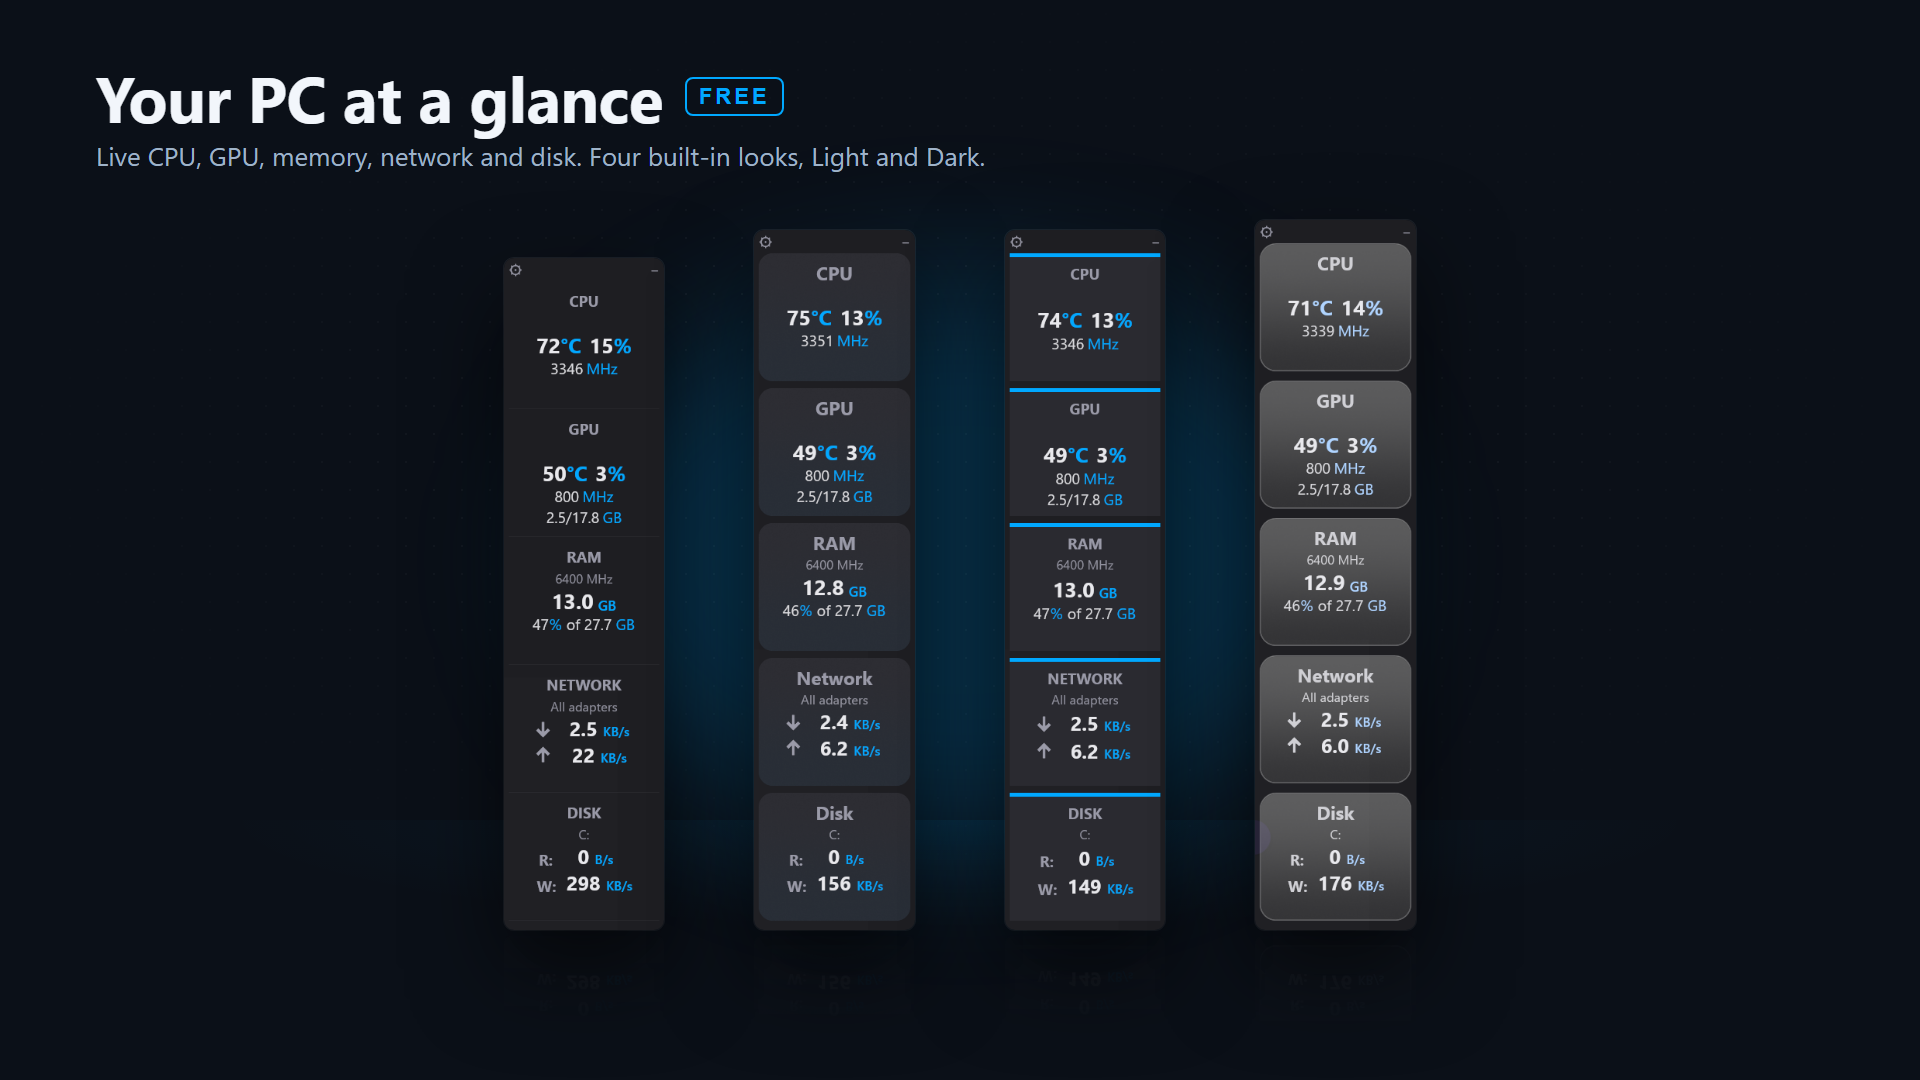 Your PC at a glance FREE
Live CPU, GPU, memory, network and disk. Four built-in looks, Light and Dark.
CPU
72°C 15%
3346 MHz
GPU
50°C 3%
800 MHz
2.5/17.8 GB
RAM
6400 MHz
13.0 GB
47% of 27.7 GB
NETWORK
All adapters
↓ 2.5 KB/s
↑ 22 KB/s
DISK
C:
R: 0 B/s
W: 298 KB/s
CPU
75°C 13%
3351 MHz
GPU
49°C 3%
800 MHz
2.5/17.8 GB
RAM
6400 MHz
12.8 GB
46% of 27.7 GB
Network
All adapters
↓ 2.4 KB/s
↑ 6.2 KB/s
Disk
C:
R: 0 B/s
W: 156 KB/s
CPU
74°C 13%
3346 MHz
GPU
49°C 3%
800 MHz
2.5/17.8 GB
RAM
6400 MHz
13.0 GB
47% of 27.7 GB
NETWORK
All adapters
↓ 2.5 KB/s
↑ 6.2 KB/s
DISK
C:
R: 0 B/s
W: 149 KB/s
CPU
71°C 14%
3339 MHz
GPU
49°C 3%
800 MHz
2.5/17.8 GB
RAM
6400 MHz
12.9 GB
46% of 27.7 GB
Network
All adapters
↓ 2.5 KB/s
↑ 6.0 KB/s
Disk
C:
R: 0 B/s
W: 176 KB/s